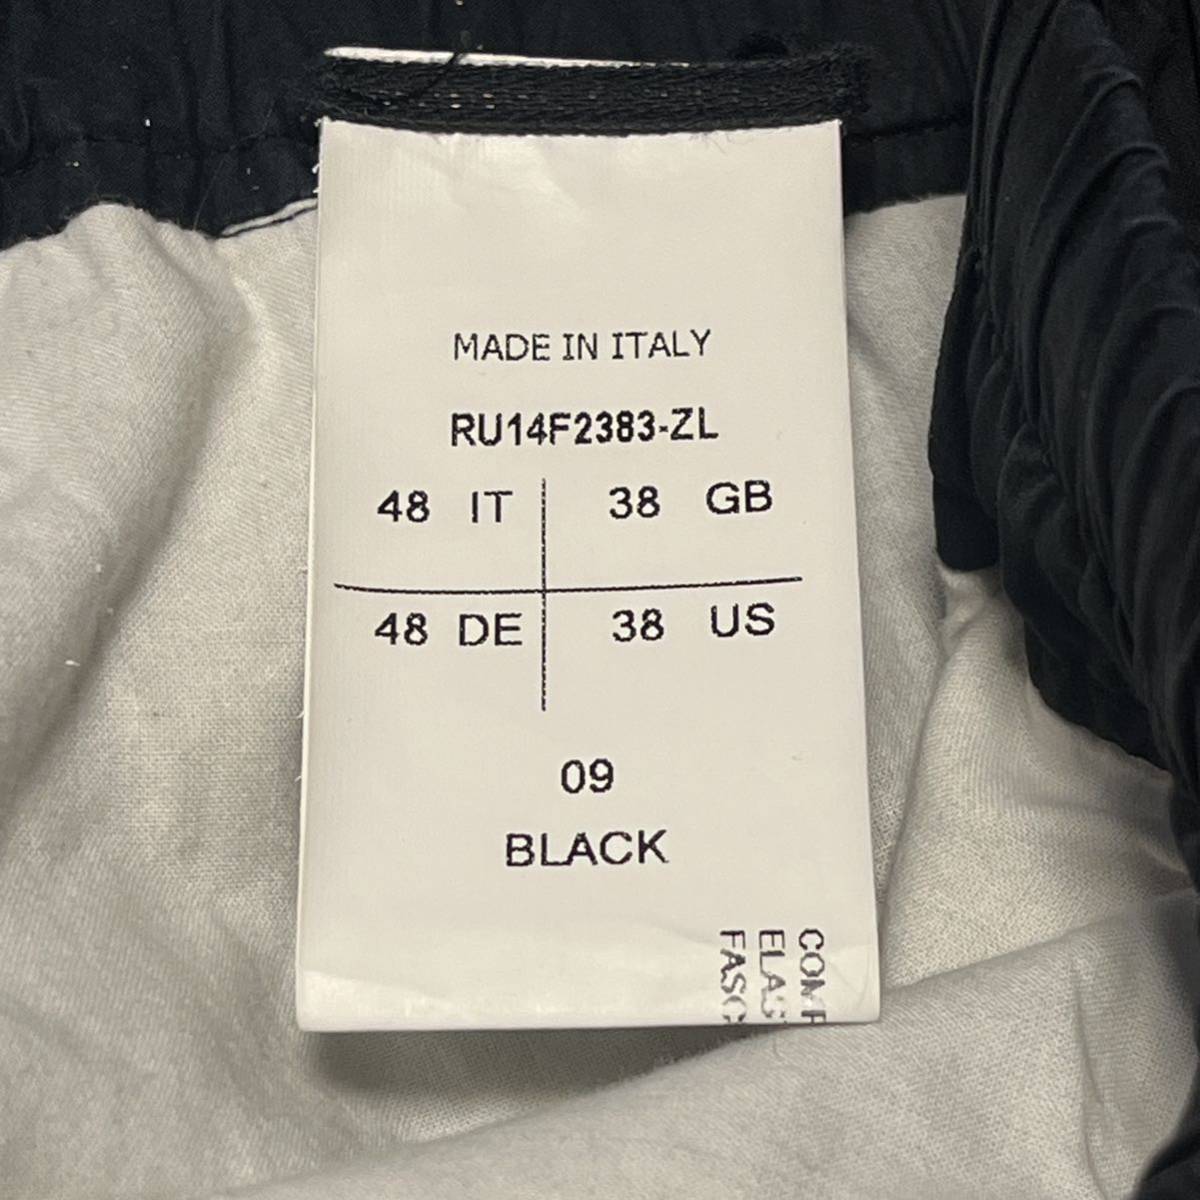 MADE IN ITALY
RU14F2383-ZL
48 IT 38 GB
48 DE 38 US
09
BLACK